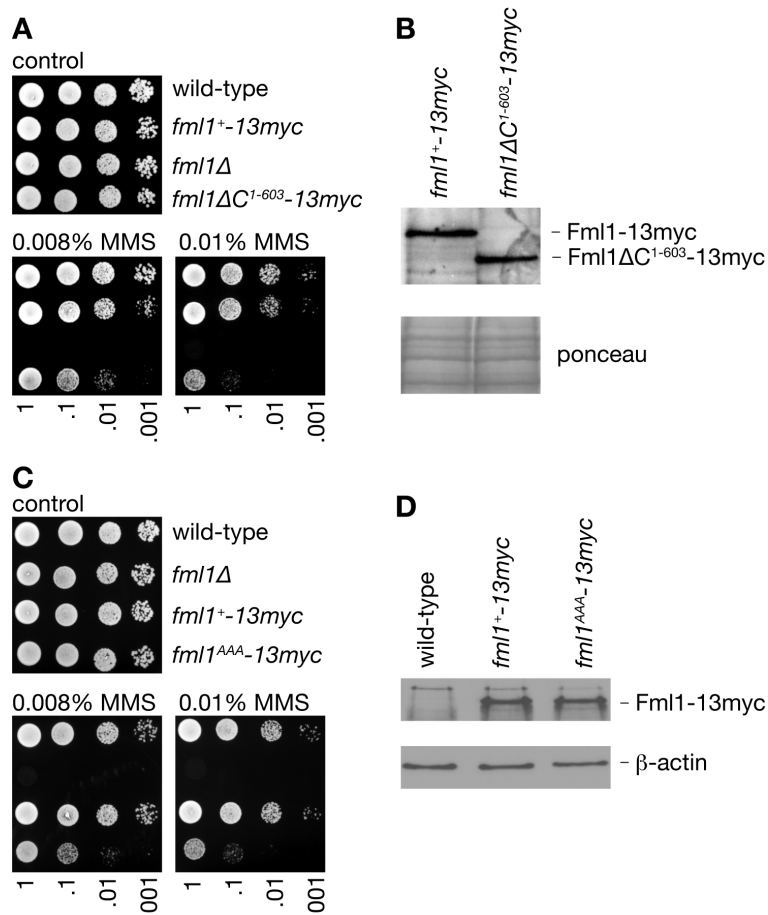 A
control
wild-type
fml1⁺-13myc
fml1Δ
fml1ΔC¹⁻⁶⁰³-13myc
0.008% MMS
0.01% MMS
1 .1 .01 .001
1 .1 .01 .001
B
fml1⁺-13myc
fml1ΔC¹⁻⁶⁰³-13myc
– Fml1-13myc
– Fml1ΔC¹⁻⁶⁰³-13myc
ponceau
C
control
wild-type
fml1Δ
fml1⁺-13myc
fml1ᴬᴬᴬ-13myc
0.008% MMS
0.01% MMS
1 .1 .01 001
1 .1 .01 001
D
wild-type
fml1⁺-13myc
fml1ᴬᴬᴬ-13myc
– Fml1-13myc
– β-actin